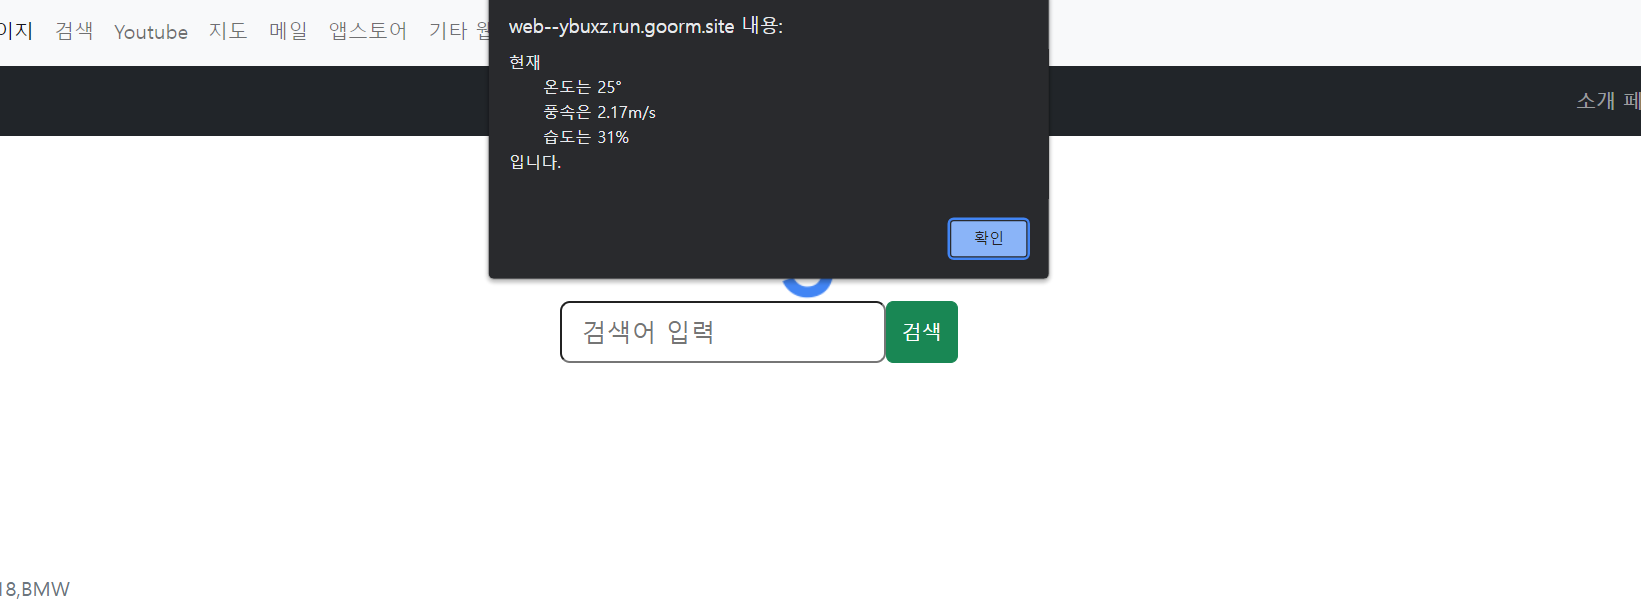 web--ybuxz.run.goorm.site 내용:
이지 검색 Youtube 지도 메일 앱스토어 기타
현재
온도는 25°
풍속은 2.17m/s
습도는 31%
입니다.
소개 페
확인
검색어 입력 검색
18,BMW